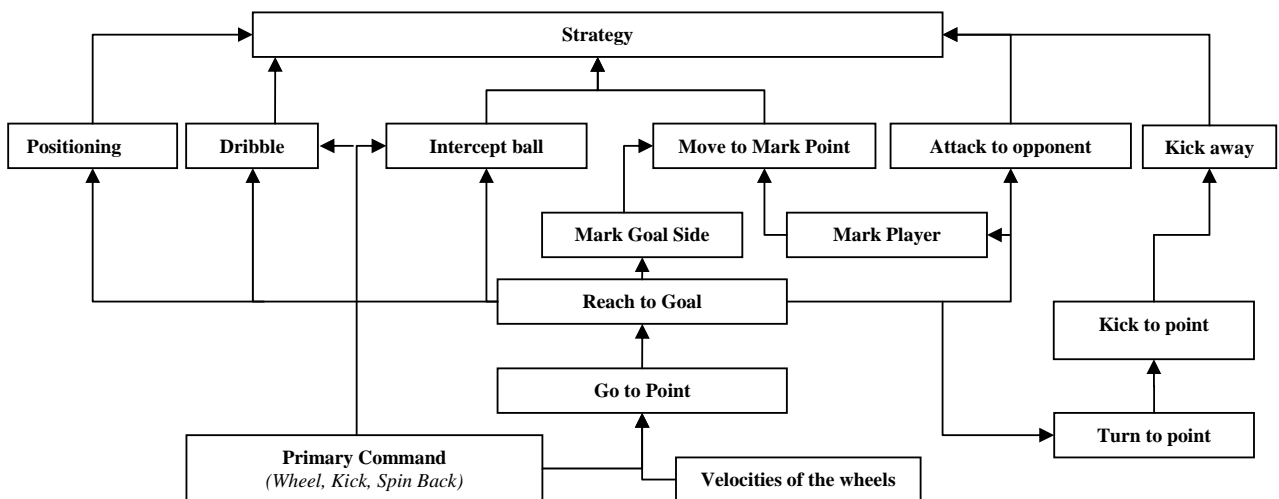 Strategy
Positioning
Dribble
Intercept ball
Move to Mark Point
Attack to opponent
Kick away
Mark Goal Side
Mark Player
Reach to Goal
Kick to point
Go to Point
Turn to point
Primary Command
(Wheel, Kick, Spin Back)
Velocities of the wheels